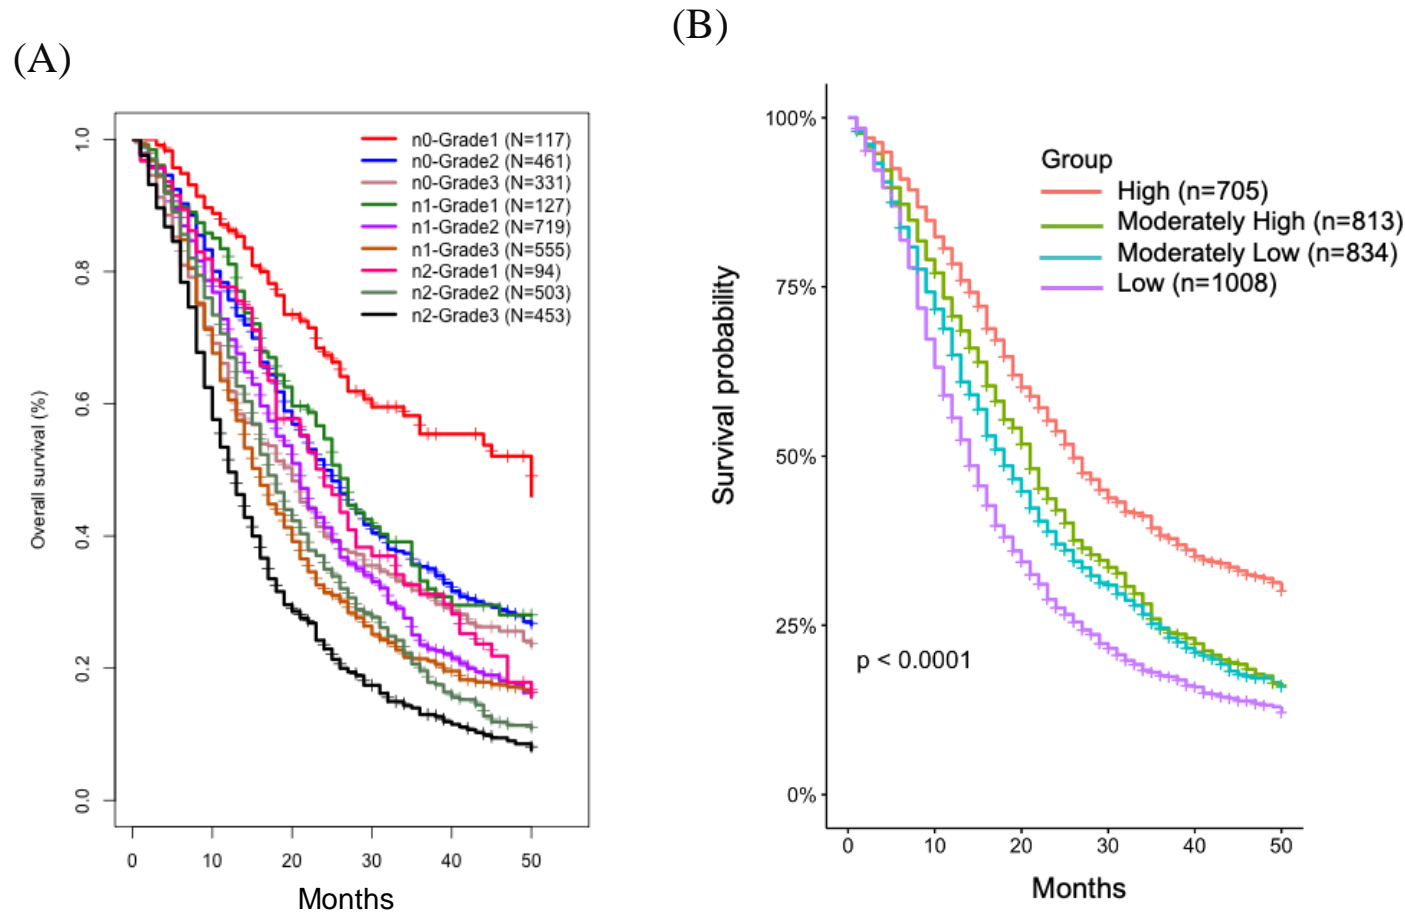 (A)
Overall survival (%)
1.0
0.8
0.6
0.4
0.2
0.0
n0-Grade1 (N=117)
n0-Grade2 (N=461)
n0-Grade3 (N=331)
n1-Grade1 (N=127)
n1-Grade2 (N=719)
n1-Grade3 (N=555)
n2-Grade1 (N=94)
n2-Grade2 (N=503)
n2-Grade3 (N=453)
0 10 20 30 40 50
Months
(B)
Survival probability
100%
75%
50%
25%
0%
Group
High (n=705)
Moderately High (n=813)
Moderately Low (n=834)
Low (n=1008)
p < 0.0001
0 10 20 30 40 50
Months